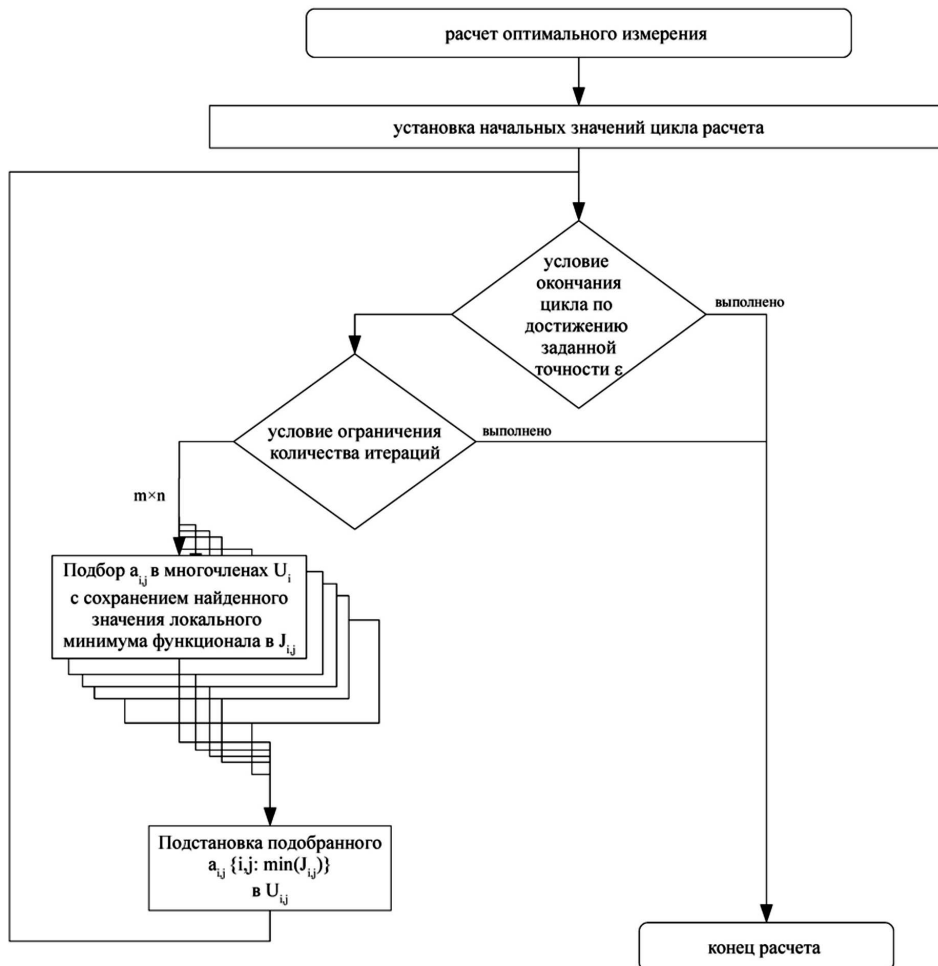 расчет оптимального измерения
установка начальных значений цикла расчета
условие
окончания
цикла по
достижению
заданной
точности ε
выполнено
условие ограничения
количества итераций
выполнено
m×n
Подбор a_{i,j} в многочленах U_i
с сохранением найденного
значения локального
минимума функционала в J_{i,j}
Подстановка подобранного
a_{i,j} {i,j: min(J_{i,j})}
в U_{i,j}
конец расчета